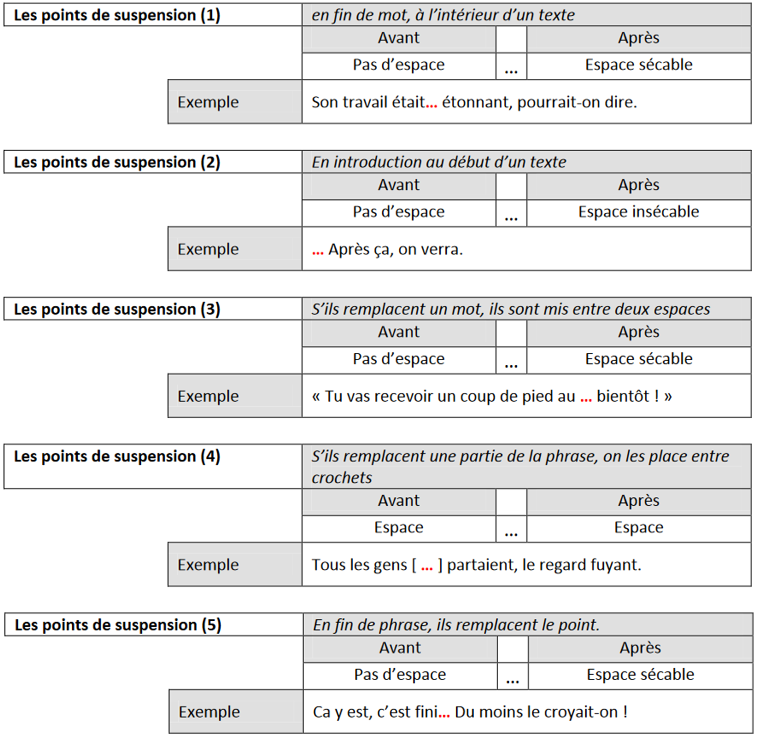 Les points de suspension (1) en fin de mot, à l'intérieur d'un texte
Avant Après
Pas d'espace ... Espace sécable
Exemple Son travail était... étonnant, pourrait-on dire.
Les points de suspension (2) En introduction au début d'un texte
Avant Après
Pas d'espace ... Espace insécable
Exemple ... Après ça, on verra.
Les points de suspension (3) S'ils remplacent un mot, ils sont mis entre deux espaces
Avant Après
Pas d'espace ... Espace sécable
Exemple « Tu vas recevoir un coup de pied au ... bientôt ! »
Les points de suspension (4) S'ils remplacent une partie de la phrase, on les place entre
crochets
Avant Après
Espace ... Espace
Exemple Tous les gens [ ... ] partaient, le regard fuyant.
Les points de suspension (5) En fin de phrase, ils remplacent le point.
Avant Après
Pas d'espace ... Espace sécable
Exemple Ca y est, c'est fini... Du moins le croyait-on !